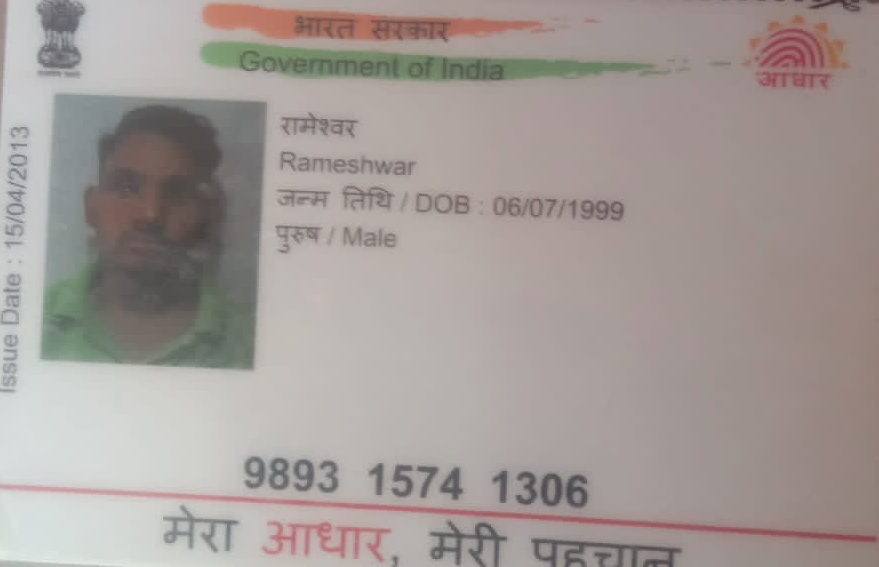 भारत सरकार
Government of India
आधार
Issue Date : 15/04/2013
रामेश्वर
Rameshwar
जन्म तिथि / DOB : 06/07/1999
पुरुष / Male
9893 1574 1306
मेरा आधार, मेरी पहचान